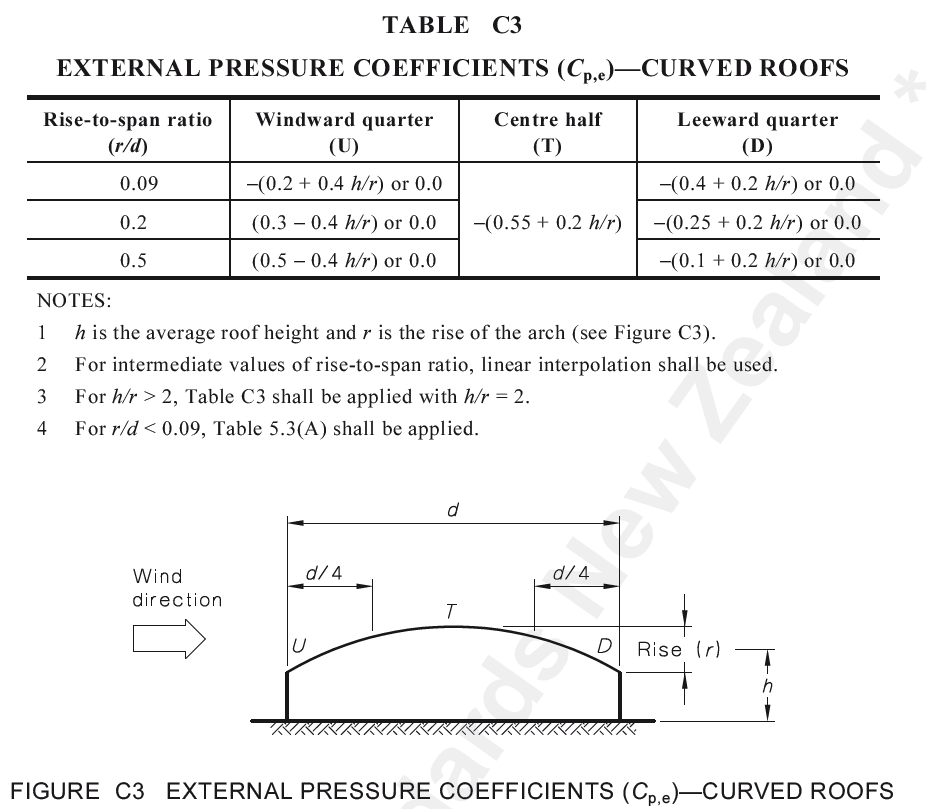 TABLE C3
EXTERNAL PRESSURE COEFFICIENTS (Cp,e)—CURVED ROOFS
Rise-to-span ratio (r/d) Windward quarter (U) Centre half (T) Leeward quarter (D)
0.09 –(0.2 + 0.4 h/r) or 0.0 –(0.4 + 0.2 h/r) or 0.0
0.2 (0.3 – 0.4 h/r) or 0.0 –(0.55 + 0.2 h/r) –(0.25 + 0.2 h/r) or 0.0
0.5 (0.5 – 0.4 h/r) or 0.0 –(0.1 + 0.2 h/r) or 0.0
NOTES:
1 h is the average roof height and r is the rise of the arch (see Figure C3).
2 For intermediate values of rise-to-span ratio, linear interpolation shall be used.
3 For h/r > 2, Table C3 shall be applied with h/r = 2.
4 For r/d < 0.09, Table 5.3(A) shall be applied.
d
d/4 d/4
Wind
direction
T
U D Rise (r)
h
FIGURE C3 EXTERNAL PRESSURE COEFFICIENTS (Cp,e)—CURVED ROOFS
New Zealand *